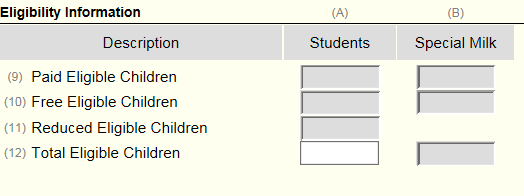 Eligibility Information (A) (B)
Description Students Special Milk
(9) Paid Eligible Children
(10) Free Eligible Children
(11) Reduced Eligible Children
(12) Total Eligible Children